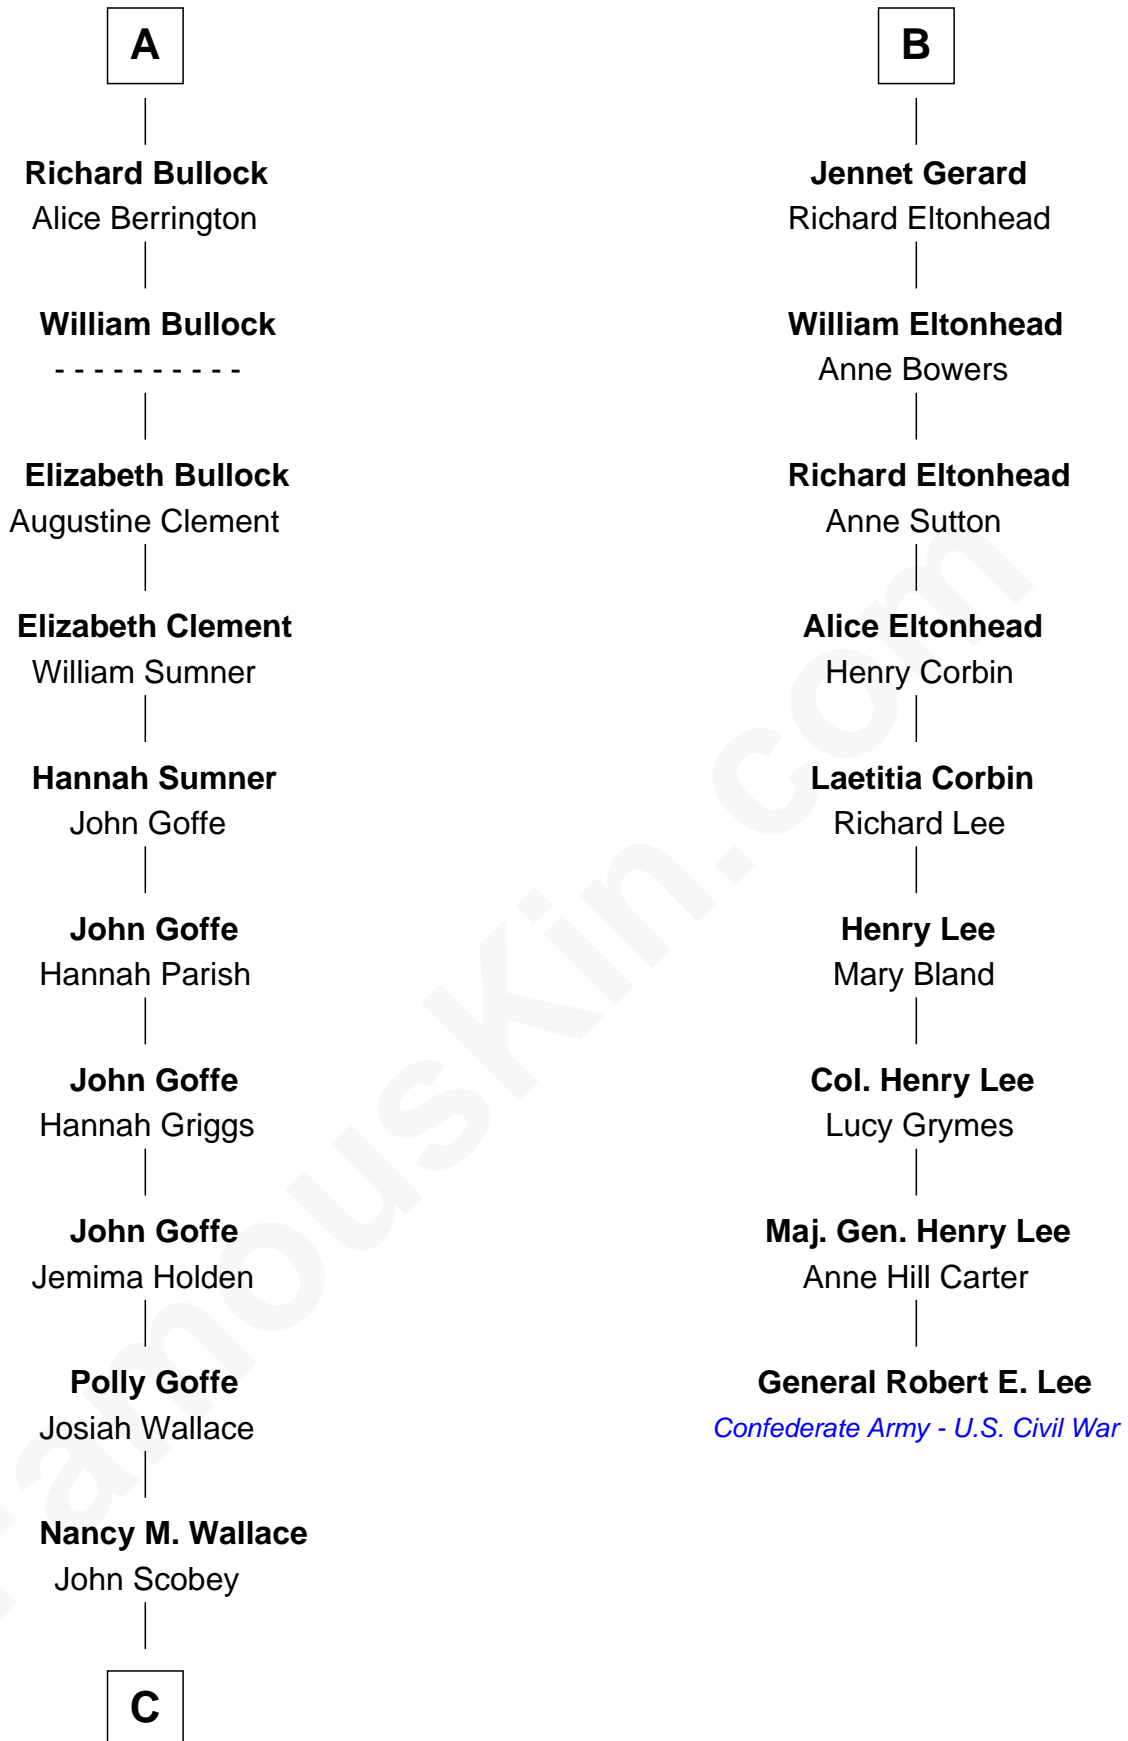 A
Richard Bullock
Alice Berrington
William Bullock
- - - - - - - - - -
Elizabeth Bullock
Augustine Clement
Elizabeth Clement
William Sumner
Hannah Sumner
John Goffe
John Goffe
Hannah Parish
John Goffe
Hannah Griggs
John Goffe
Jemima Holden
Polly Goffe
Josiah Wallace
Nancy M. Wallace
John Scobey
C
B
Jennet Gerard
Richard Eltonhead
William Eltonhead
Anne Bowers
Richard Eltonhead
Anne Sutton
Alice Eltonhead
Henry Corbin
Laetitia Corbin
Richard Lee
Henry Lee
Mary Bland
Col. Henry Lee
Lucy Grymes
Maj. Gen. Henry Lee
Anne Hill Carter
General Robert E. Lee
Confederate Army - U.S. Civil War
FamousKin.com